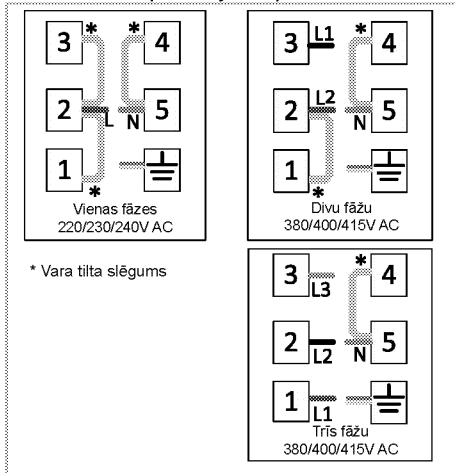 3 * * 4
2 L N 5
1
*
Vienas fāzes
220/230/240V AC
3 L1 * 4
2 L2 N 5
1
*
Divu fāžu
380/400/415V AC
* Vara tilta slēgums
3 L3 * 4
2 L2 N 5
1 L1
Trīs fāžu
380/400/415V AC